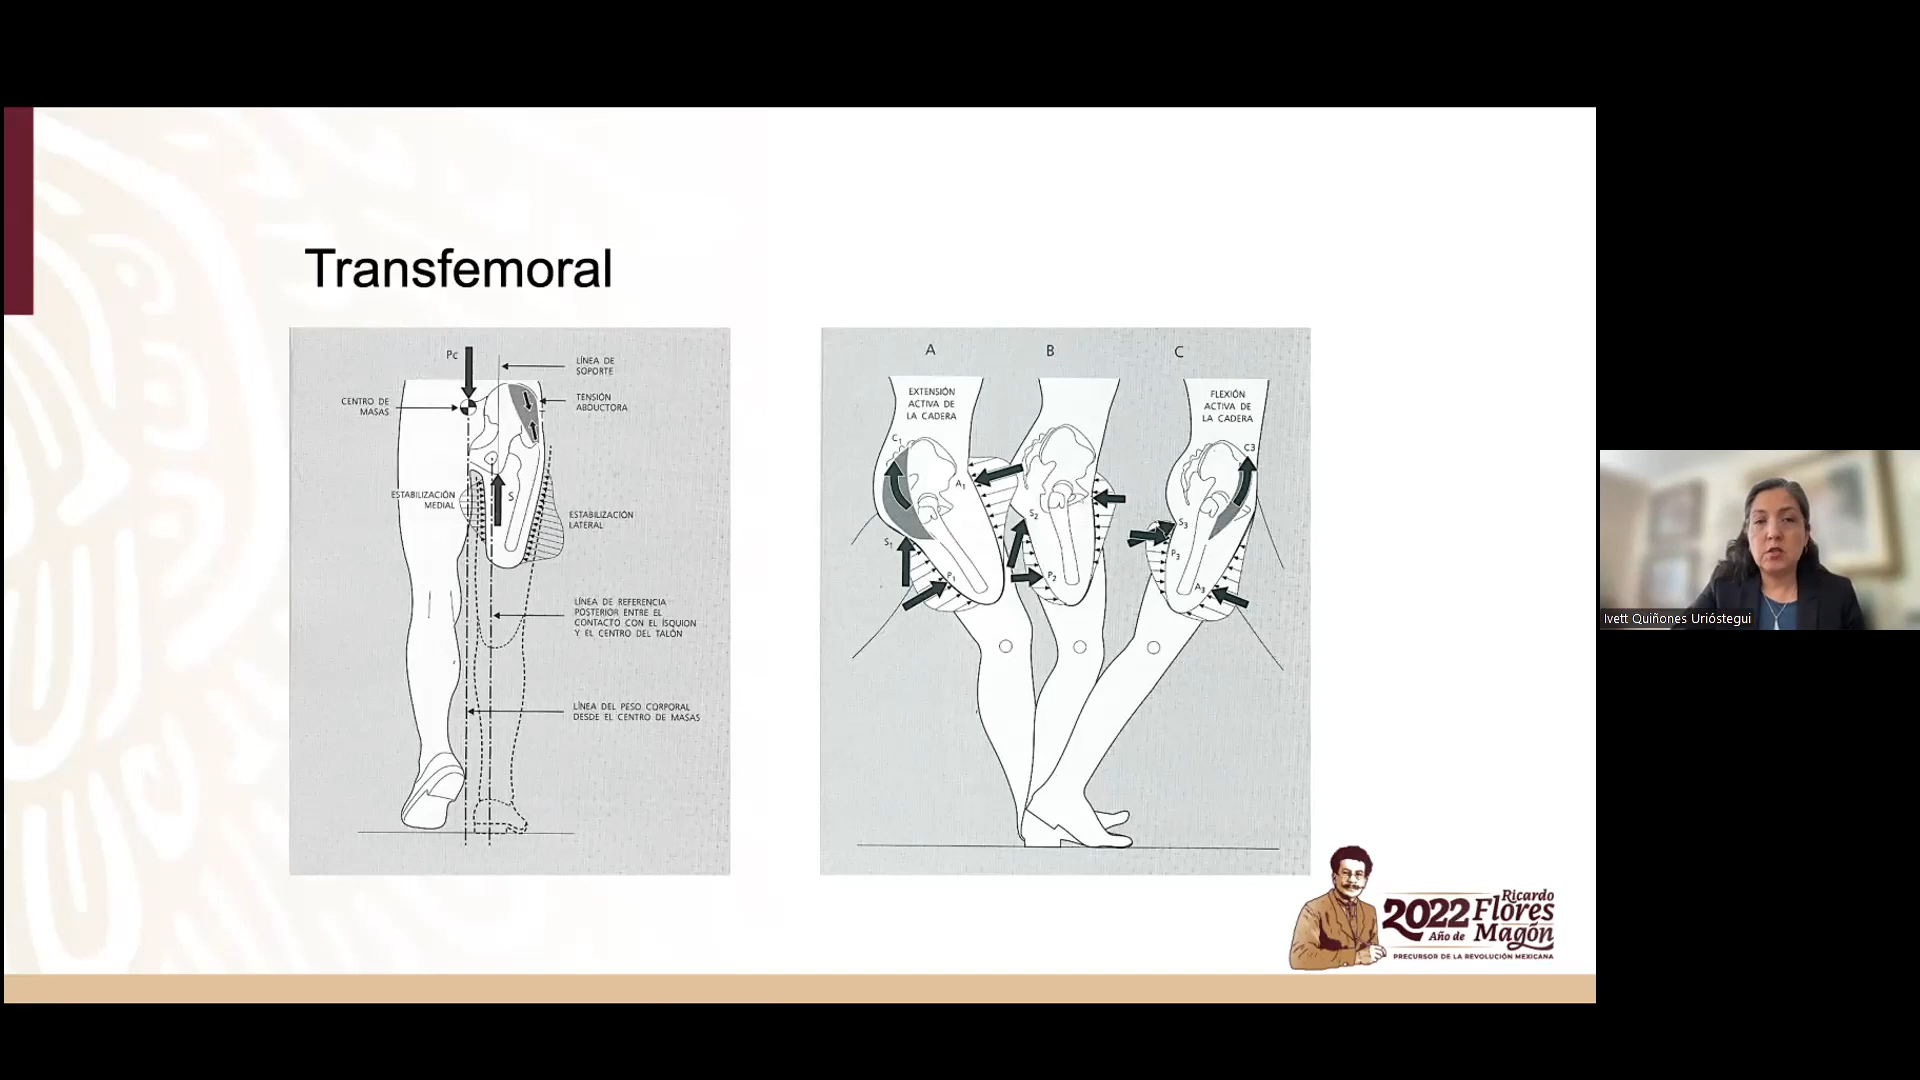 Transfemoral
Pc
LÍNEA DE
SOPORTE
CENTRO DE
MASAS
TENSIÓN
ABDUCTORA
ESTABILIZACIÓN
MEDIAL
S
ESTABILIZACIÓN
LATERAL
LÍNEA DE REFERENCIA
POSTERIOR ENTRE EL
CONTACTO CON EL ÍSQUION
Y EL CENTRO DEL TALÓN
LÍNEA DEL PESO CORPORAL
DESDE EL CENTRO DE MASAS
A B C
EXTENSIÓN
ACTIVA DE
LA CADERA
FLEXIÓN
ACTIVA DE
LA CADERA
C1
A1
S1
P1
S2
P2
C3
S3
P3
A3
2022 Ricardo
Flores
Año de Magón
PRECURSOR DE LA REVOLUCIÓN MEXICANA
Ivett Quiñones Urióstegui